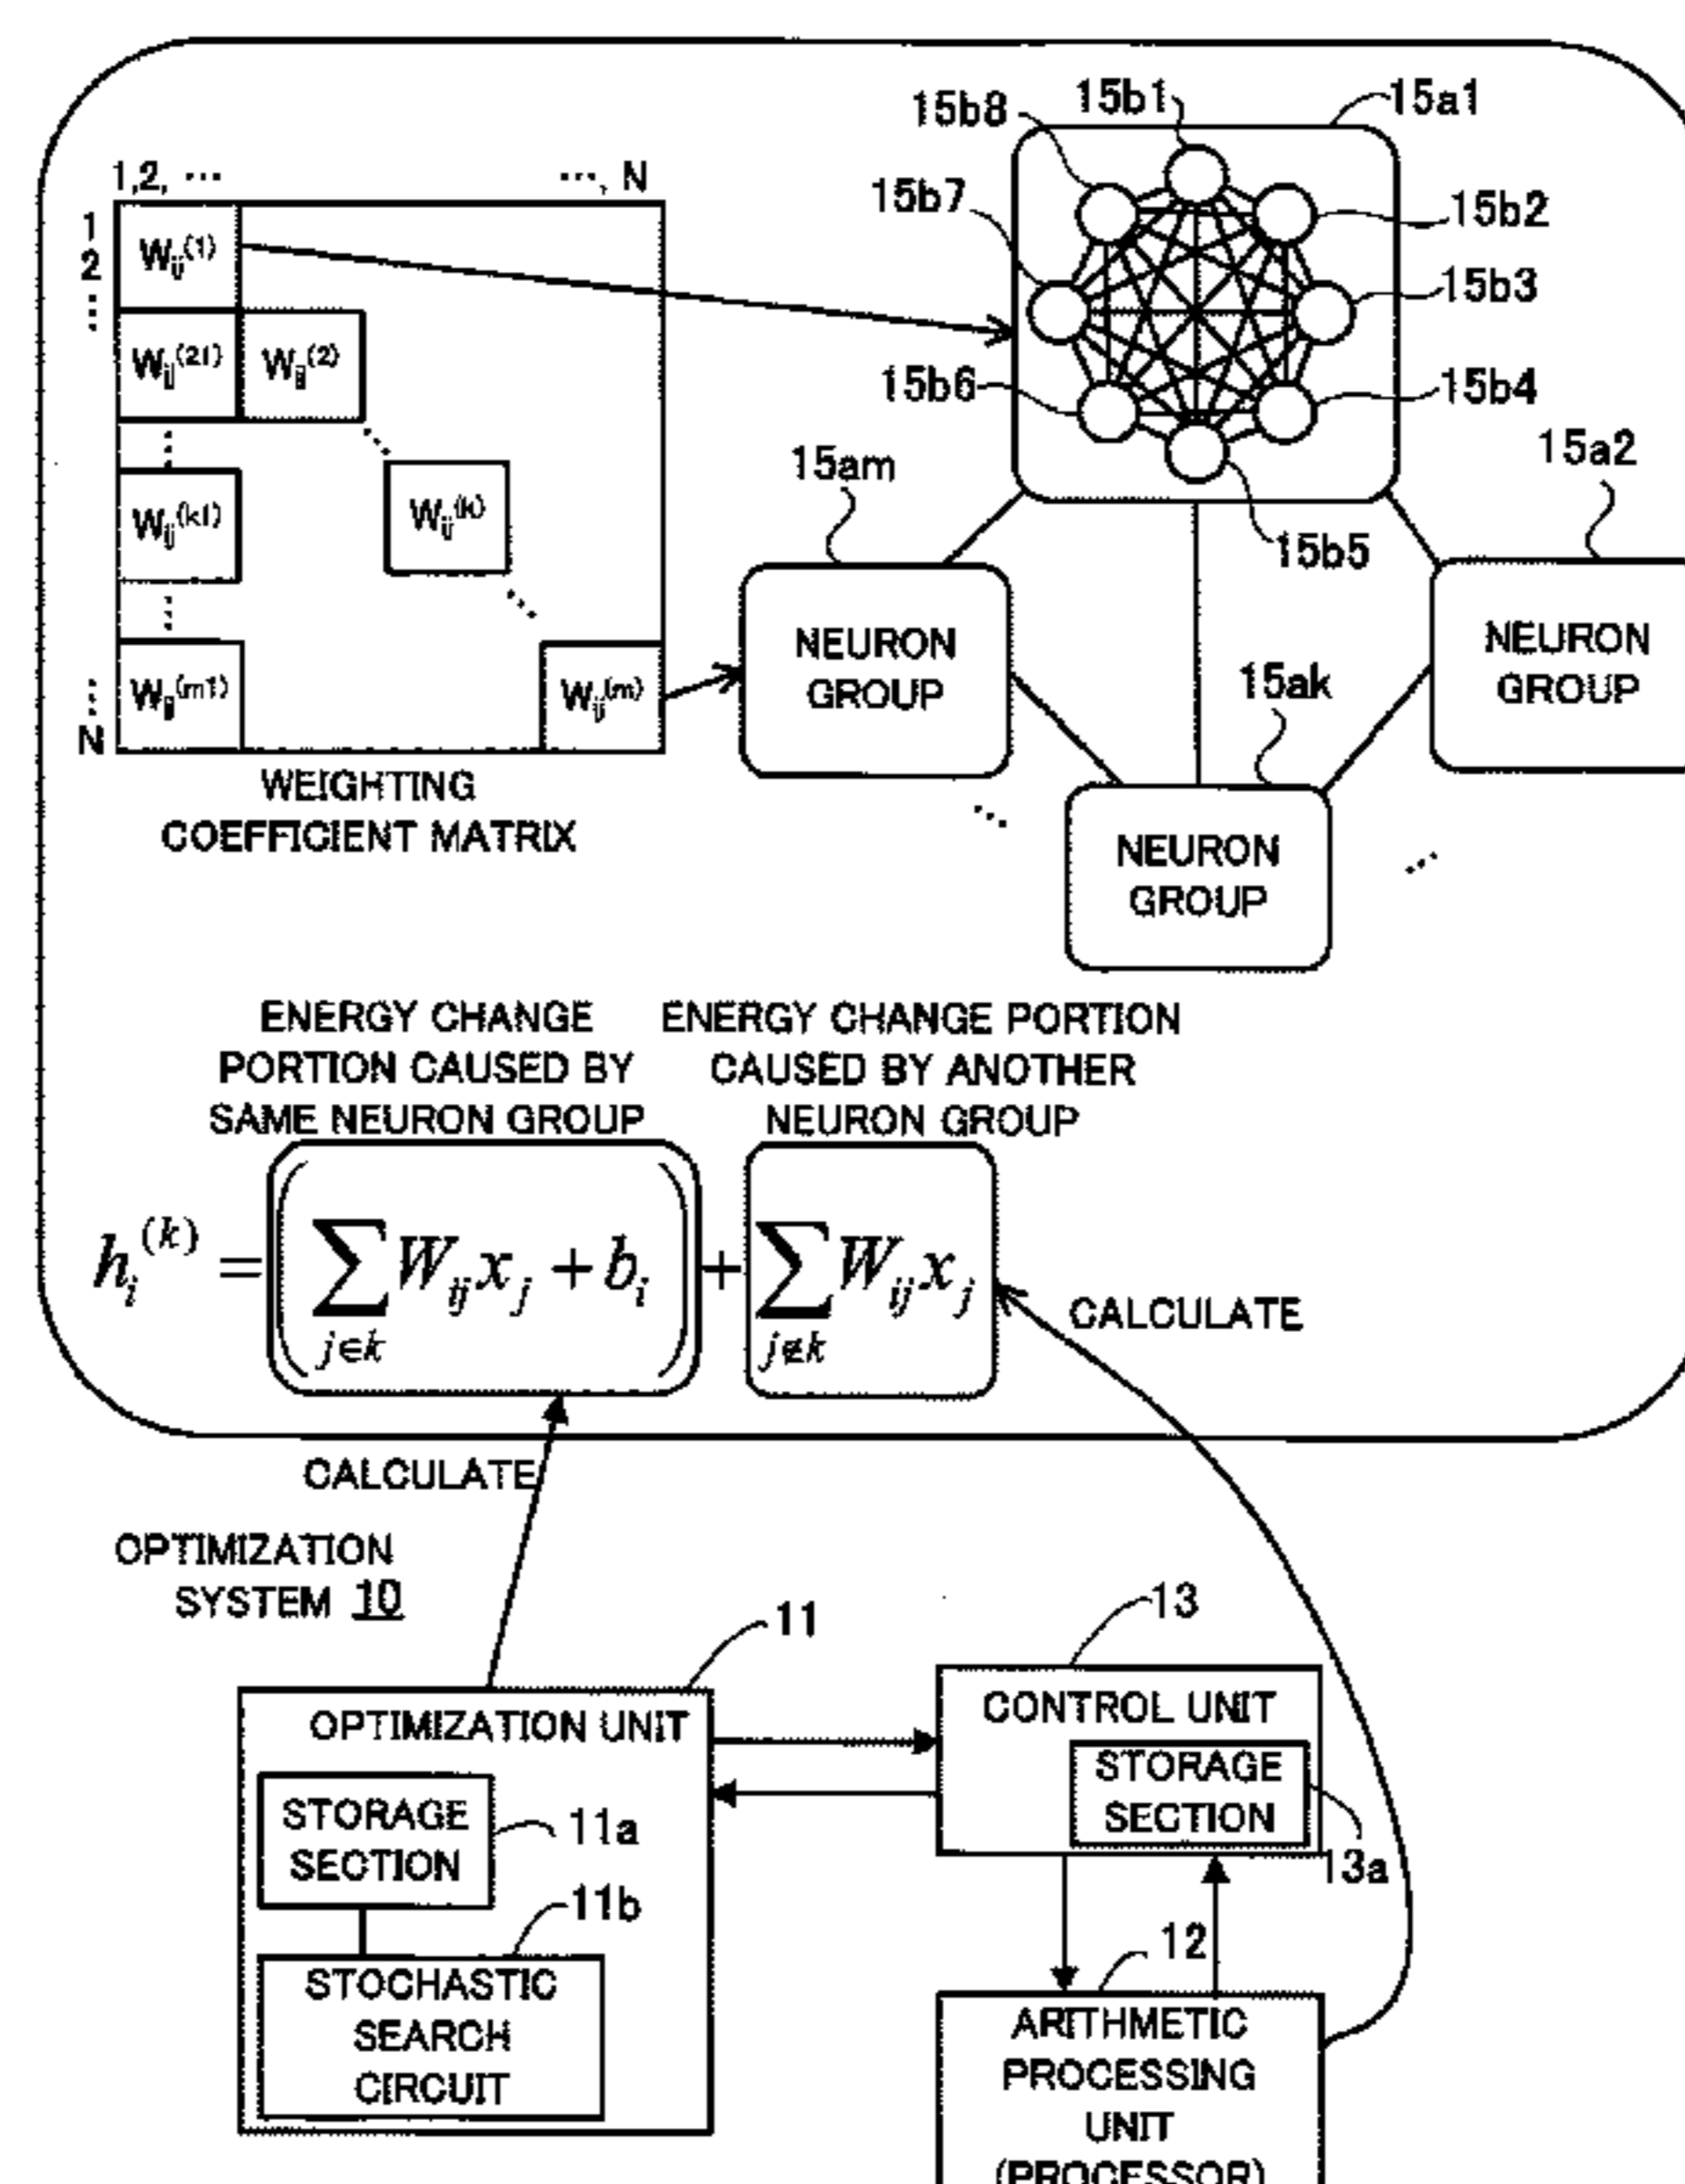 15b8 15b1 15a1
1,2, ⋯ ⋯, N
15b7 15b2
1
2
⋮
W_ij^(1)
15b3
W_ij^(21) W_ij^(2)
15b6 15b4
15am 15a2
W_ij^(k1) W_ij^(k)
15b5
NEURON
GROUP
NEURON
GROUP
15ak
⋮
N
W_ij^(m1) W_ij^(m)
WEIGHTING
COEFFICIENT MATRIX
NEURON
GROUP
ENERGY CHANGE
PORTION CAUSED BY
SAME NEURON GROUP
ENERGY CHANGE PORTION
CAUSED BY ANOTHER
NEURON GROUP
h_i^(k) = (∑_{j∈k} W_ij x_j + b_i) + ∑_{j∉k} W_ij x_j
CALCULATE
CALCULATE
OPTIMIZATION
SYSTEM 10
11
13
OPTIMIZATION UNIT
CONTROL UNIT
STORAGE
SECTION
11a
STORAGE
SECTION
13a
11b
12
STOCHASTIC
SEARCH
CIRCUIT
ARITHMETIC
PROCESSING
UNIT
(PROCESSOR)